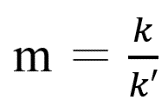 m = k/k′